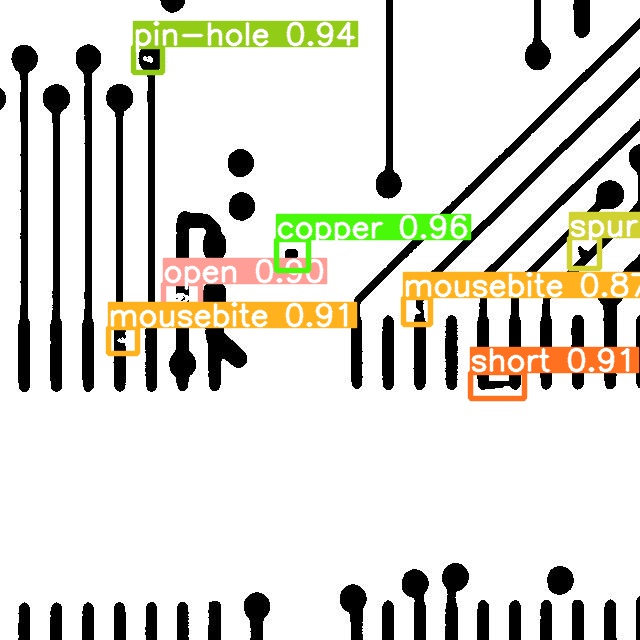 pin-hole 0.94
copper 0.96
spur
open 0.90
mousebite 0.87
mousebite 0.91
short 0.91